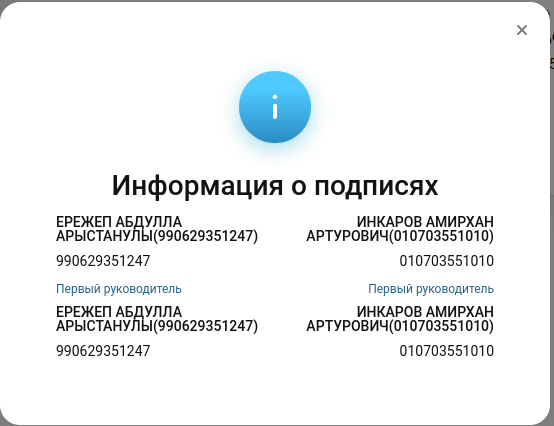 Информация о подписях
ЕРЕЖЕП АБДУЛЛА
АРЫСТАНУЛЫ(990629351247)
990629351247
Первый руководитель
ЕРЕЖЕП АБДУЛЛА
АРЫСТАНУЛЫ(990629351247)
990629351247
ИНКАРОВ АМИРХАН
АРТУРОВИЧ(010703551010)
010703551010
Первый руководитель
ИНКАРОВ АМИРХАН
АРТУРОВИЧ(010703551010)
010703551010